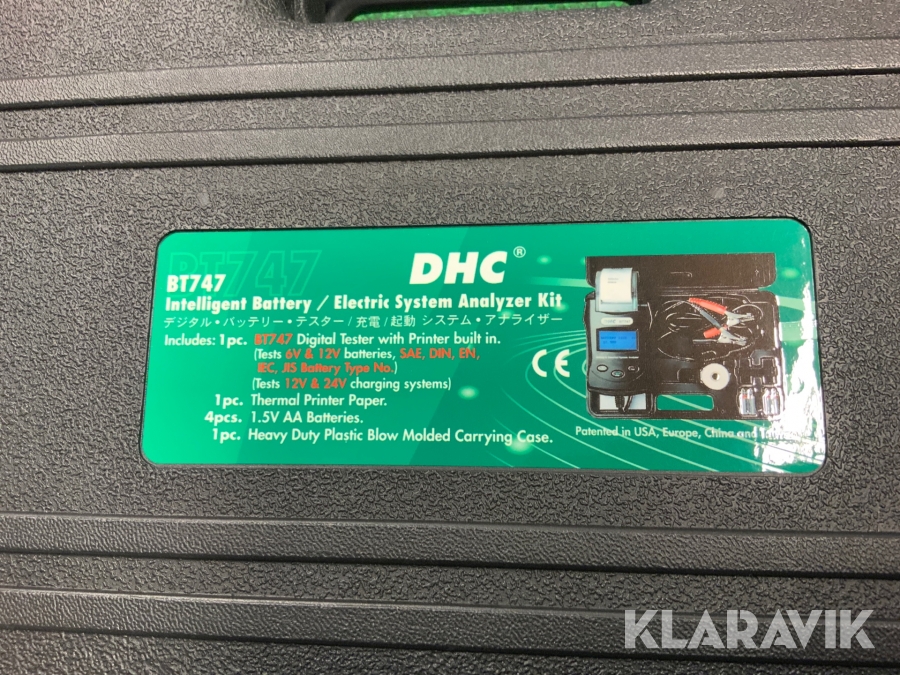 BT747
DHC®
BT747
Intelligent Battery / Electric System Analyzer Kit
デジタル・バッテリー・テスター/充電/起動 システム・アナライザー
Includes: 1pc. BT747 Digital Tester with Printer built in.
(Tests 6V & 12V batteries, SAE, DIN, EN,
IEC, JIS Battery Type No.)
(Tests 12V & 24V charging systems)
1pc. Thermal Printer Paper.
4pcs. 1.5V AA Batteries.
1pc. Heavy Duty Plastic Blow Molded Carrying Case.
CE
Patented in USA, Europe, China and
KLARAVIK